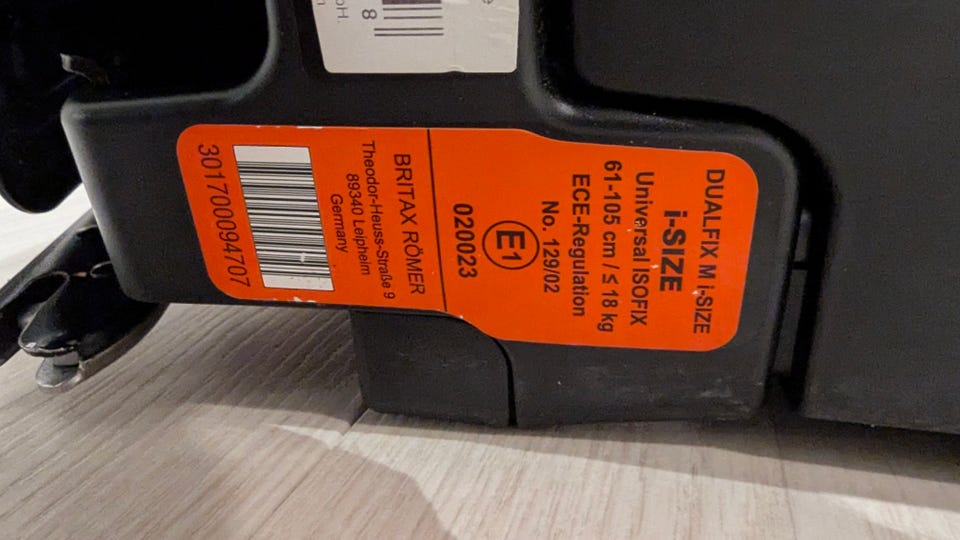 DUALFIX M i-SIZE
i-SIZE
Universal ISOFIX
61-105 cm / ≤ 18 kg
ECE-Regulation
No. 129/02
E1
020023
BRITAX RÖMER
Theodor-Heuss-Straße 9
89340 Leipheim
Germany
301700094707
8